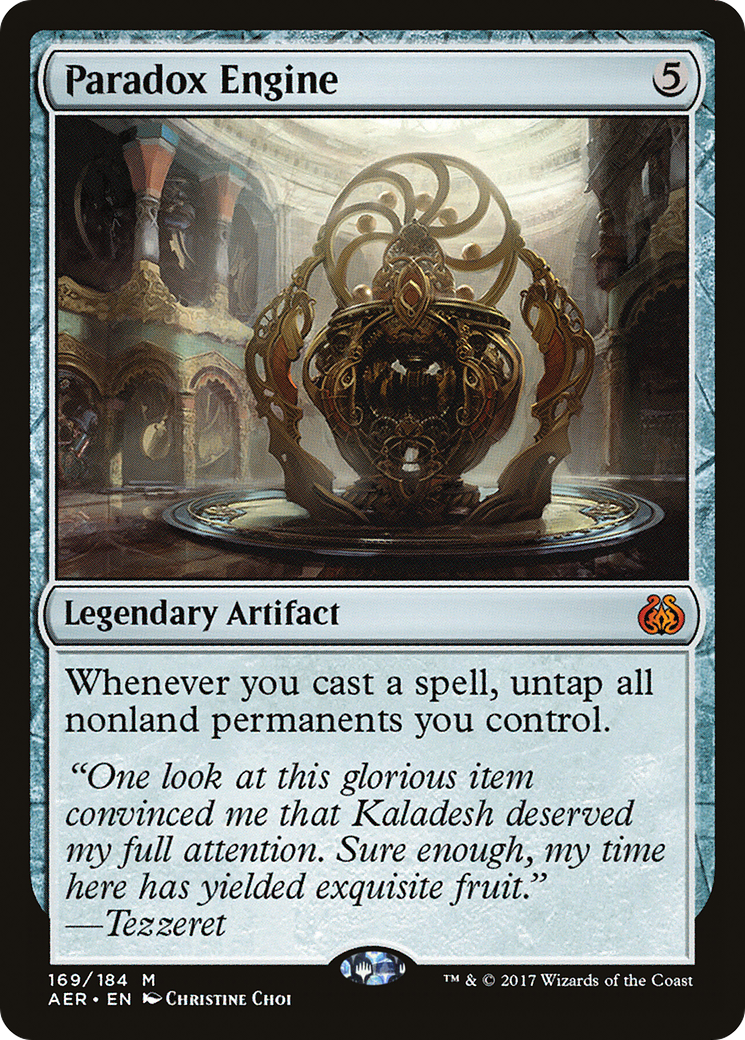 Paradox Engine 5
Legendary Artifact
Whenever you cast a spell, untap all
nonland permanents you control.
“One look at this glorious item
convinced me that Kaladesh deserved
my full attention. Sure enough, my time
here has yielded exquisite fruit.”
—Tezzeret
169/184 M
AER • EN Christine Choi
™ & © 2017 Wizards of the Coast